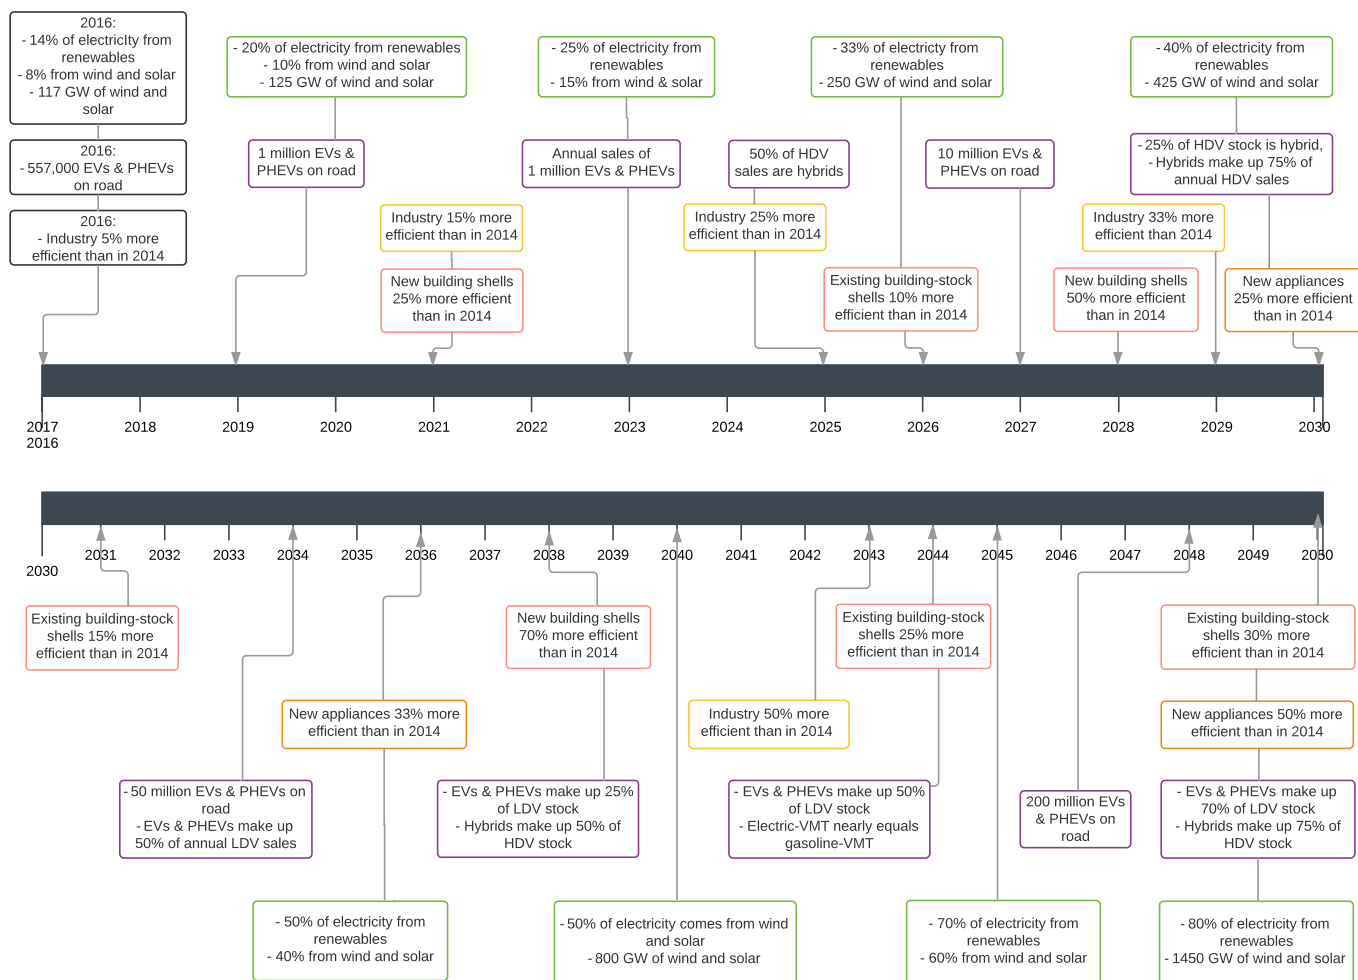 2016:
- 14% of electricIty from
renewables
- 8% from wind and solar
- 117 GW of wind and
solar
2016:
- 557,000 EVs & PHEVs
on road
2016:
- Industry 5% more
efficient than in 2014
- 20% of electricity from renewables
- 10% from wind and solar
- 125 GW of wind and solar
1 million EVs &
PHEVs on road
Industry 15% more
efficient than in 2014
New building shells
25% more efficient
than in 2014
- 25% of electricity from
renewables
- 15% from wind & solar
Annual sales of
1 million EVs & PHEVs
50% of HDV
sales are hybrids
Industry 25% more
efficient than in 2014
- 33% of electricity from
renewables
- 250 GW of wind and solar
Existing building-stock
shells 10% more
efficient than in 2014
10 million EVs &
PHEVs on road
- 40% of electricity from
renewables
- 425 GW of wind and solar
- 25% of HDV stock is hybrid,
- Hybrids make up 75% of
annual HDV sales
Industry 33% more
efficient than 2014
New building shells
50% more efficient
than in 2014
New appliances
25% more efficient
than in 2014
2017 2018 2019 2020 2021 2022 2023 2024 2025 2026 2027 2028 2029 2030
2016
2031 2032 2033 2034 2035 2036 2037 2038 2039 2040 2041 2042 2043 2044 2045 2046 2047 2048 2049 2050
2030
Existing building-stock
shells 15% more
efficient than in 2014
- 50 million EVs & PHEVs on
road
- EVs & PHEVs make up
50% of annual LDV sales
New appliances 33% more
efficient than in 2014
- 50% of electricity from
renewables
- 40% from wind and solar
New building shells
70% more efficient
than in 2014
- EVs & PHEVs make up 25%
of LDV stock
- Hybrids make up 50% of
HDV stock
- 50% of electricity comes from wind
and solar
- 800 GW of wind and solar
Industry 50% more
efficient than in 2014
Existing building-stock
shells 25% more
efficient than in 2014
- EVs & PHEVs make up 50%
of LDV stock
- Electric-VMT nearly equals
gasoline-VMT
- 70% of electricity from
renewables
- 60% from wind and solar
200 million EVs
& PHEVs on
road
Existing building-stock
shells 30% more
efficient than in 2014
New appliances 50% more
efficient than in 2014
- EVs & PHEVs make up
70% of LDV stock
- Hybrids make up 75% of
HDV stock
- 80% of electricity from
renewables
- 1450 GW of wind and solar